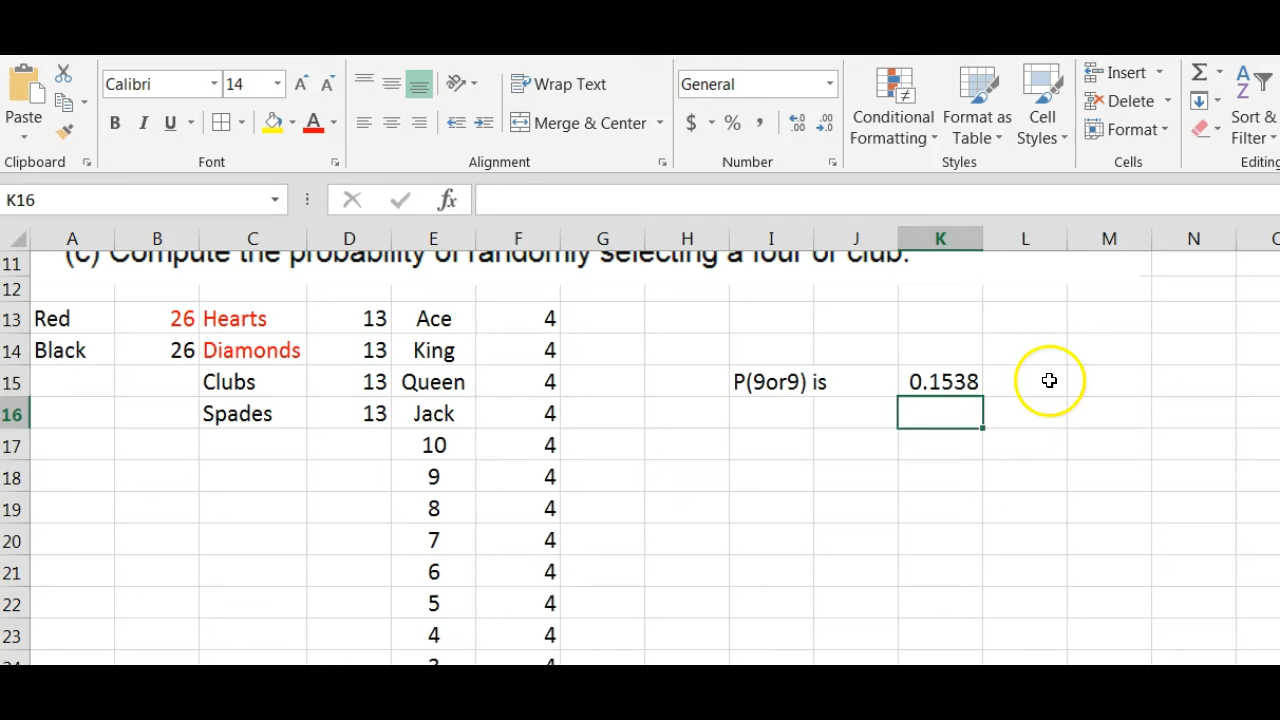 Calibri 14 Wrap Text General Insert
Paste B I U Merge & Center $ % , .00 .0 Conditional Formatting Format as Table Cell Styles Delete Format Sort & Filter
Clipboard Font Alignment Number Styles Cells Editing
K16 fx
A B C D E F G H I J K L M N
11 (c) Compute the probability of randomly selecting a four or club.
12
13 Red 26 Hearts 13 Ace 4
14 Black 26 Diamonds 13 King 4
15 Clubs 13 Queen 4 P(9or9) is 0.1538
16 Spades 13 Jack 4
17 10 4
18 9 4
19 8 4
20 7 4
21 6 4
22 5 4
23 4 4